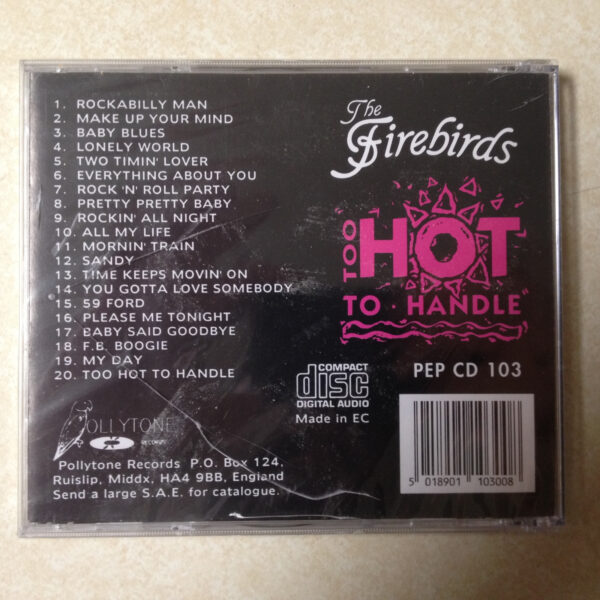 1. ROCKABILLY MAN
2. MAKE UP YOUR MIND
3. BABY BLUES
4. LONELY WORLD
5. TWO TIMIN' LOVER
6. EVERYTHING ABOUT YOU
7. ROCK 'N' ROLL PARTY
8. PRETTY PRETTY BABY
9. ROCKIN' ALL NIGHT
10. ALL MY LIFE
11. MORNIN' TRAIN
12. SANDY
13. TIME KEEPS MOVIN' ON
14. YOU GOTTA LOVE SOMEBODY
15. 59 FORD
16. PLEASE ME TONIGHT
17. BABY SAID GOODBYE
18. F.B. BOOGIE
19. MY DAY
20. TOO HOT TO HANDLE
The
Firebirds
"TOO
HOT
TO · HANDLE"
COMPACT
disc
DIGITAL AUDIO
Made in EC
PEP CD 103
POLLYTONE
RECORDS
Pollytone Records P.O. Box 124,
Ruislip, Middx, HA4 9BB, England
Send a large S.A.E. for catalogue.
5 018901 103008